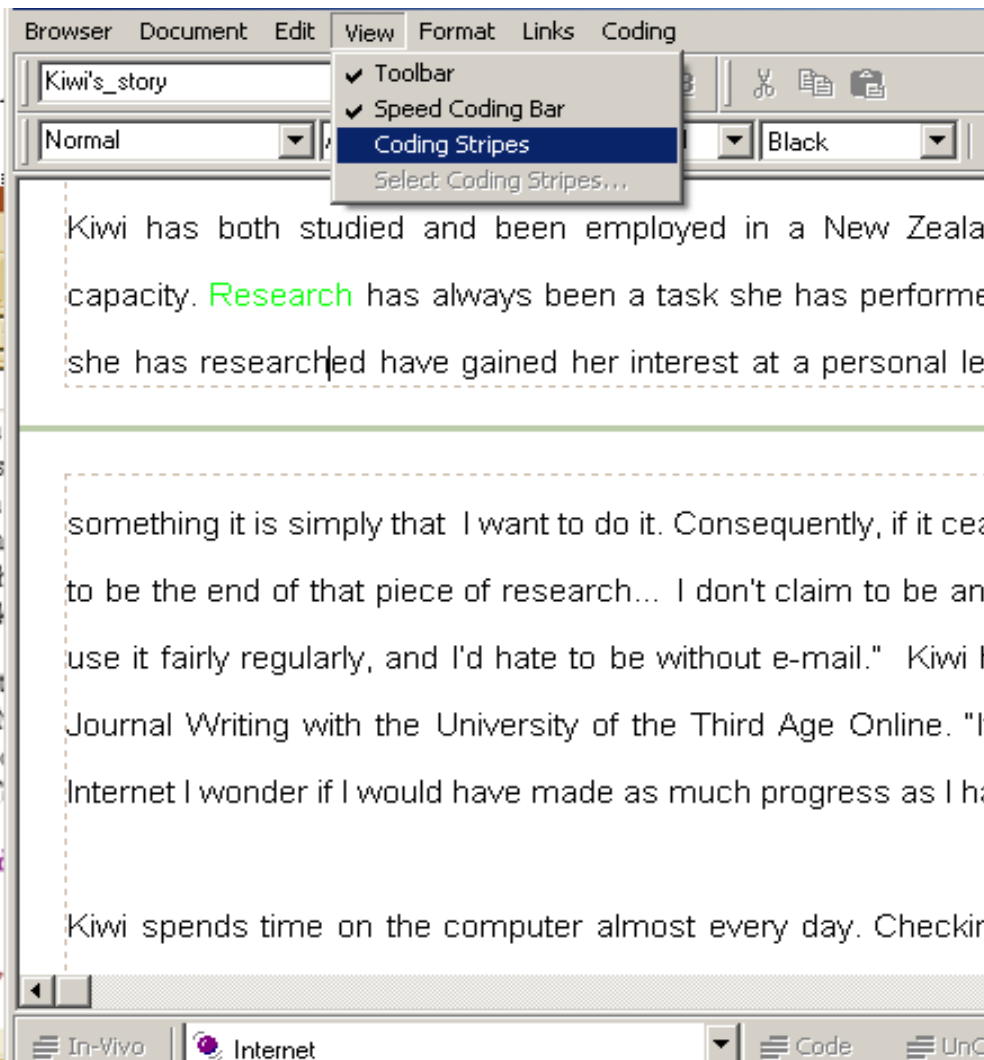 Browser Document Edit View Format Links Coding
Kiwi's_story
Toolbar
Speed Coding Bar
Normal
Coding Stripes
Black
Select Coding Stripes...
Kiwi has both studied and been employed in a New Zeala
capacity. Research has always been a task she has performe
she has researched have gained her interest at a personal le
something it is simply that I want to do it. Consequently, if it cea
to be the end of that piece of research... I don't claim to be an
use it fairly regularly, and I'd hate to be without e-mail." Kiwi
Journal Writing with the University of the Third Age Online. "I
Internet I wonder if I would have made as much progress as I ha
Kiwi spends time on the computer almost every day. Checkin
In-Vivo Internet Code UnC